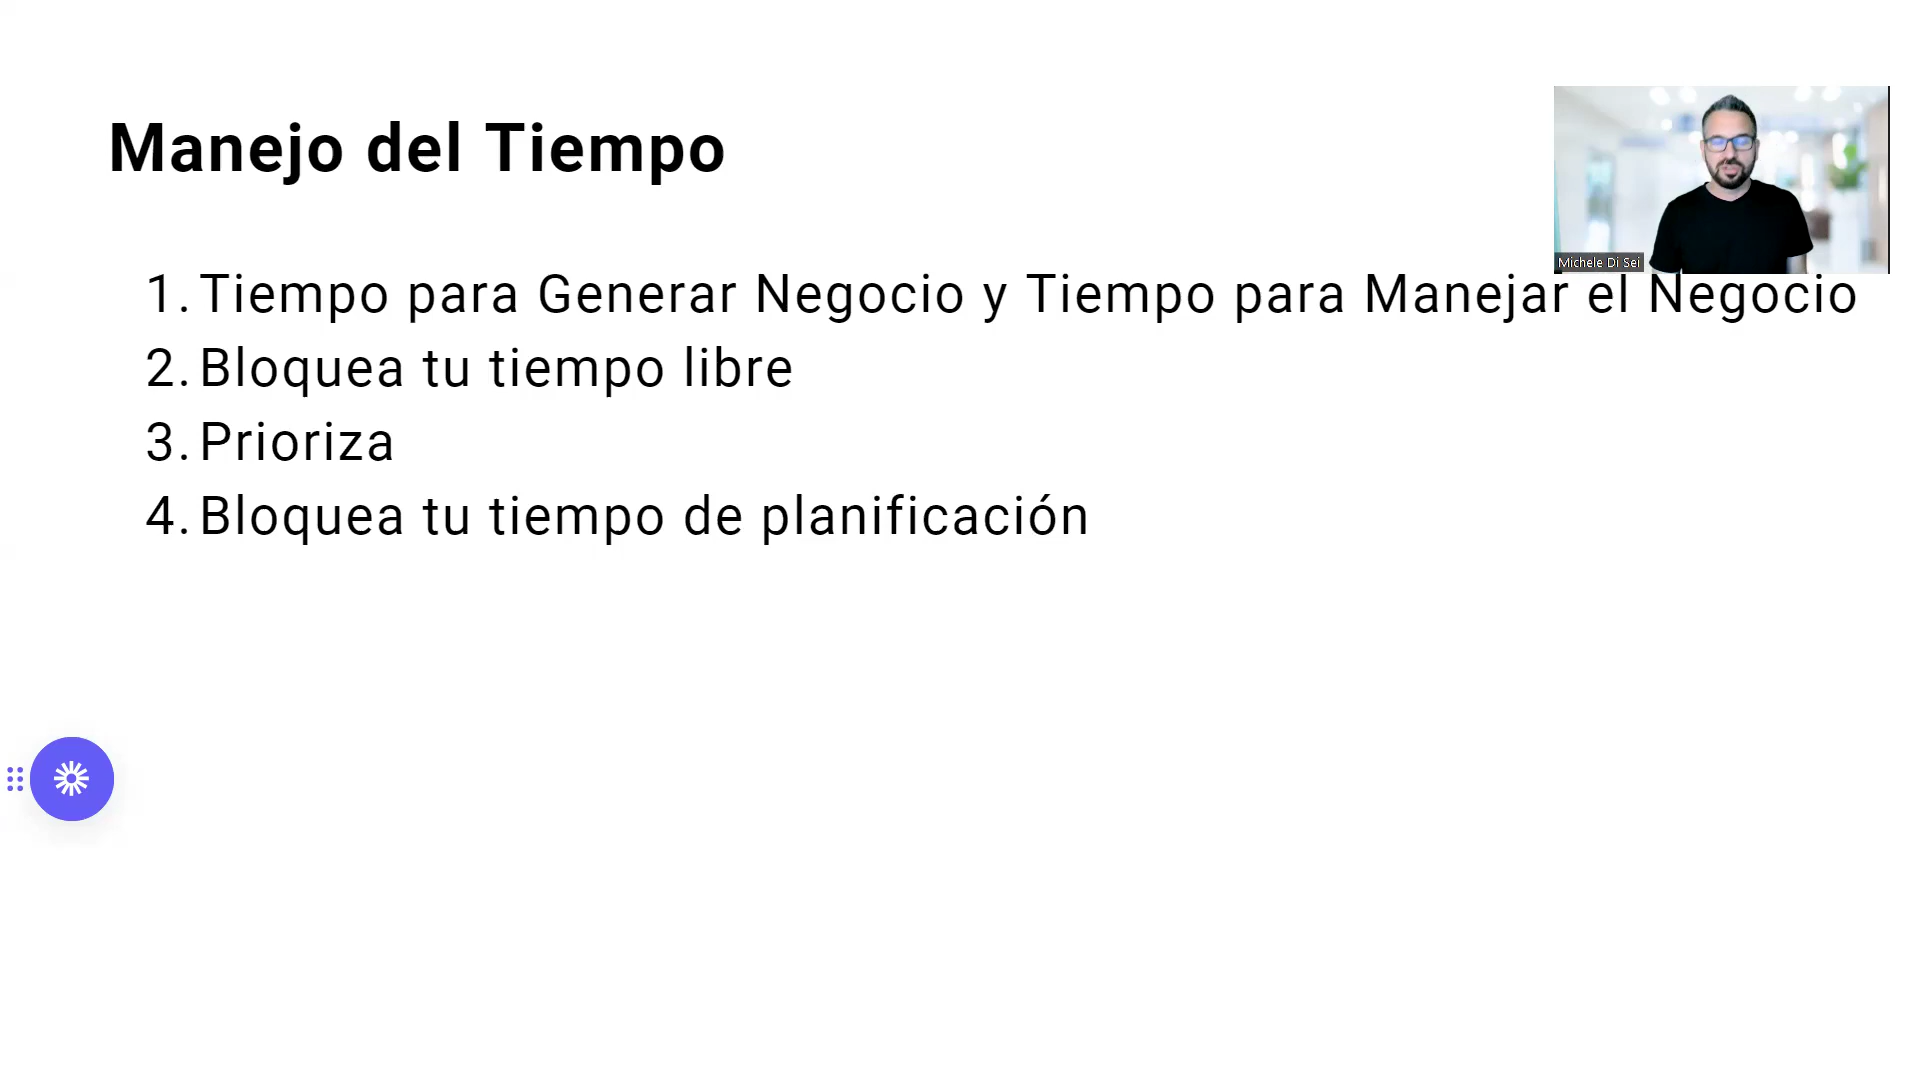 Manejo del Tiempo
1. Tiempo para Generar Negocio y Tiempo para Manejar el Negocio
2. Bloquea tu tiempo libre
3. Prioriza
4. Bloquea tu tiempo de planificación
Michele Di Sei